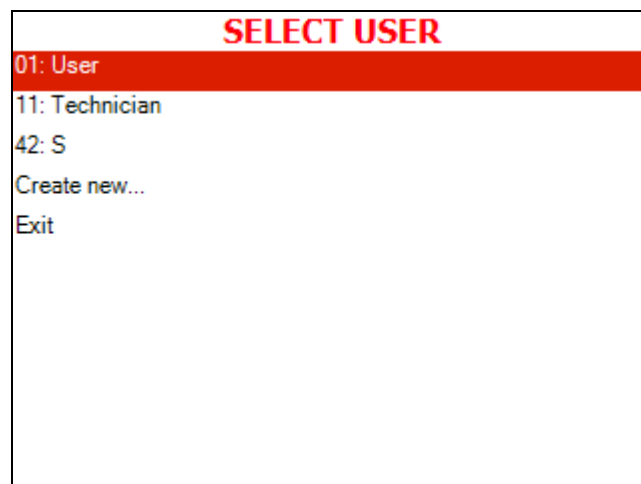 SELECT USER
01: User
11: Technician
42: S
Create new...
Exit